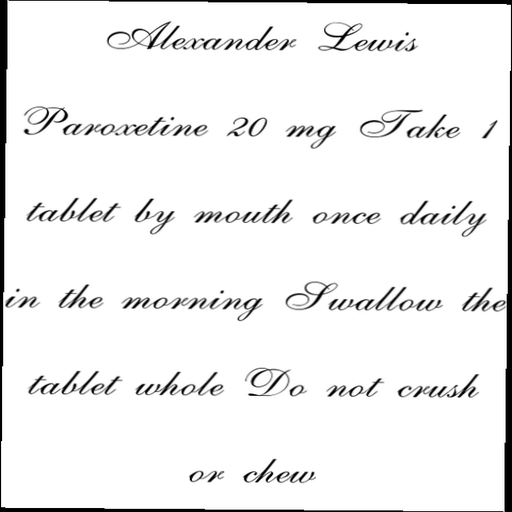 Alexander Lewis
Paroxetine 20 mg Take 1
tablet by mouth once daily
in the morning Swallow the
tablet whole Do not crush
or chew